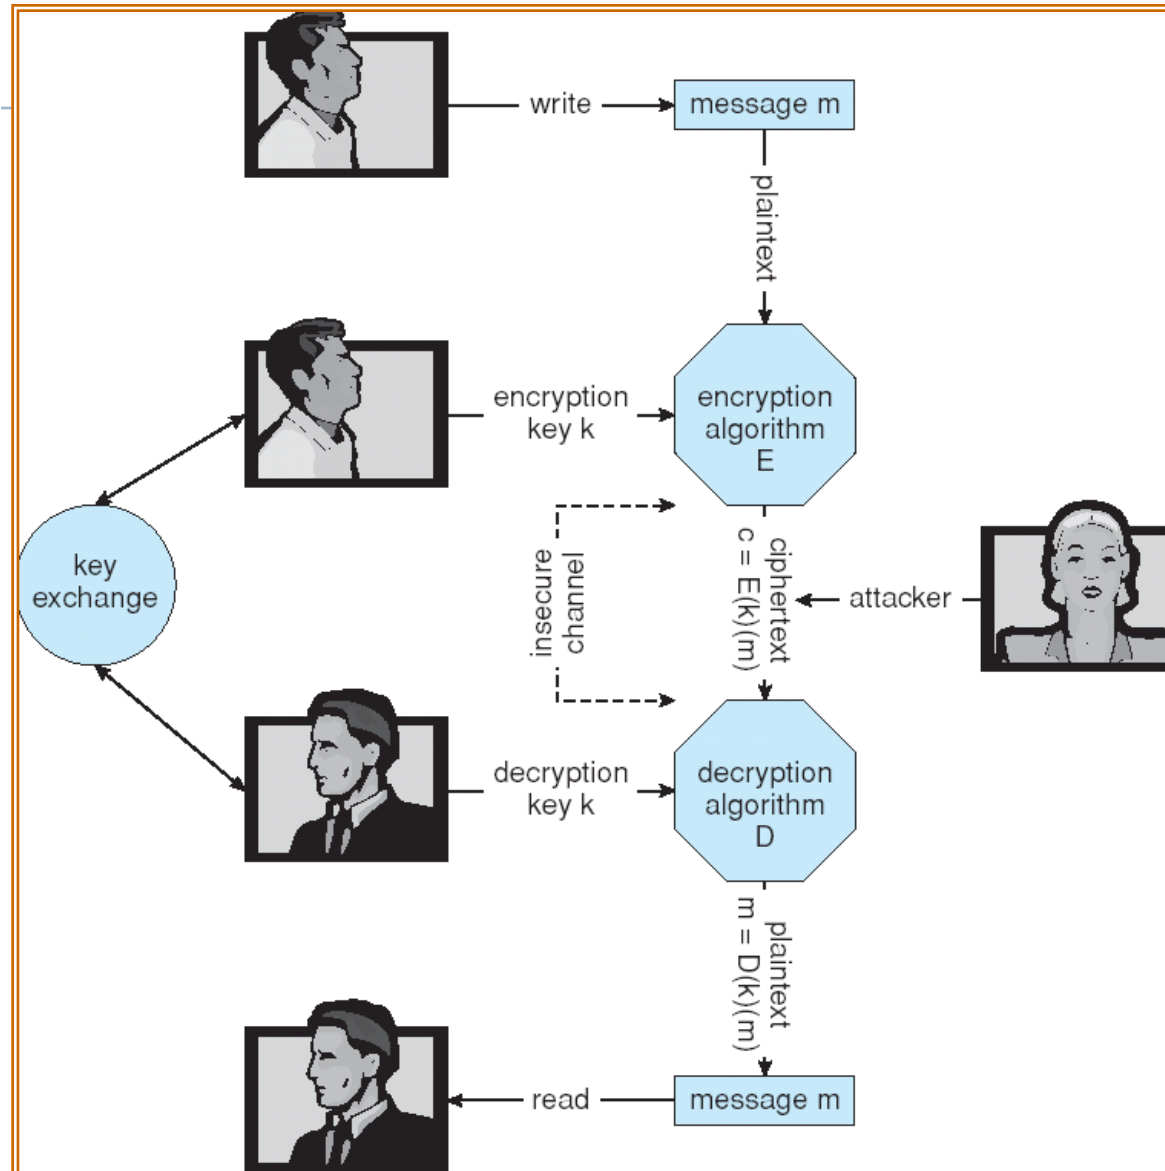 write
message m
plaintext
encryption
key k
encryption
algorithm
E
key
exchange
insecure
channel
ciphertext
c = E(k)(m)
attacker
decryption
key k
decryption
algorithm
D
plaintext
m = D(k)(m)
read
message m